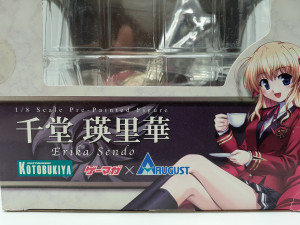 1/8 Scale Pre-Painted Figure
千堂 瑛里華
Erika Sendo
KOTOBUKIYA ゲーマガ × AUGUST